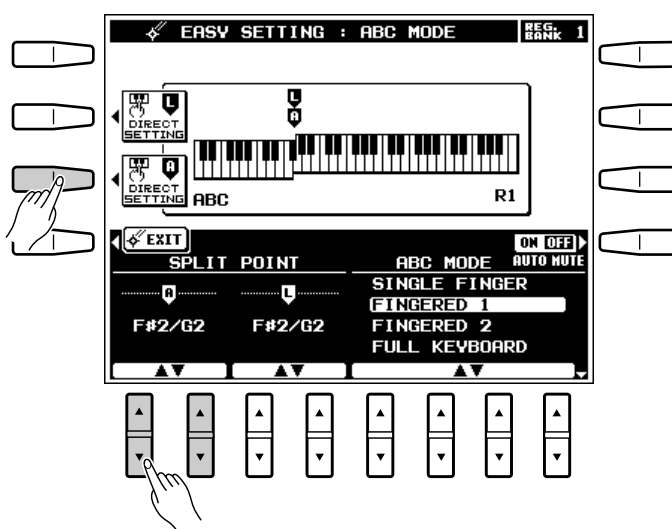 EASY SETTING : ABC MODE
REG. BANK 1
L
A
L
DIRECT
SETTING
A
DIRECT
SETTING
ABC
R1
EXIT
ON OFF
AUTO MUTE
SPLIT POINT
ABC MODE
A
L
F#2/G2
F#2/G2
SINGLE FINGER
FINGERED 1
FINGERED 2
FULL KEYBOARD